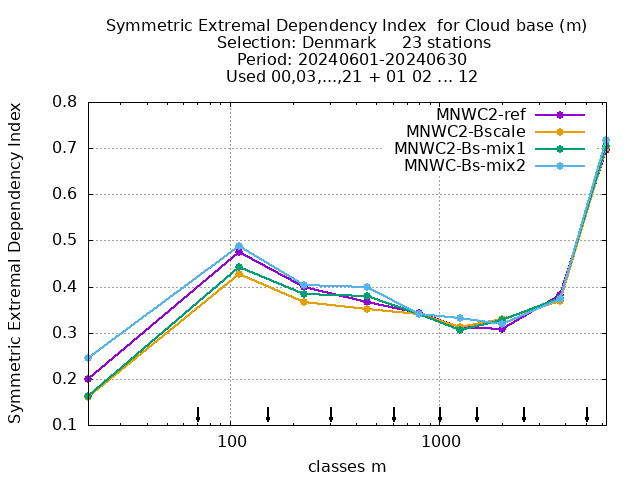 Symmetric Extremal Dependency Index  for Cloud base (m)
Selection: Denmark     23 stations
Period: 20240601-20240630
Used 00,03,...,21 + 01 02 ... 12
Symmetric Extremal Dependency Index
0.8
0.7
0.6
0.5
0.4
0.3
0.2
0.1
MNWC2-ref
MNWC2-Bscale
MNWC2-Bs-mix1
MNWC-Bs-mix2
100
1000
classes m